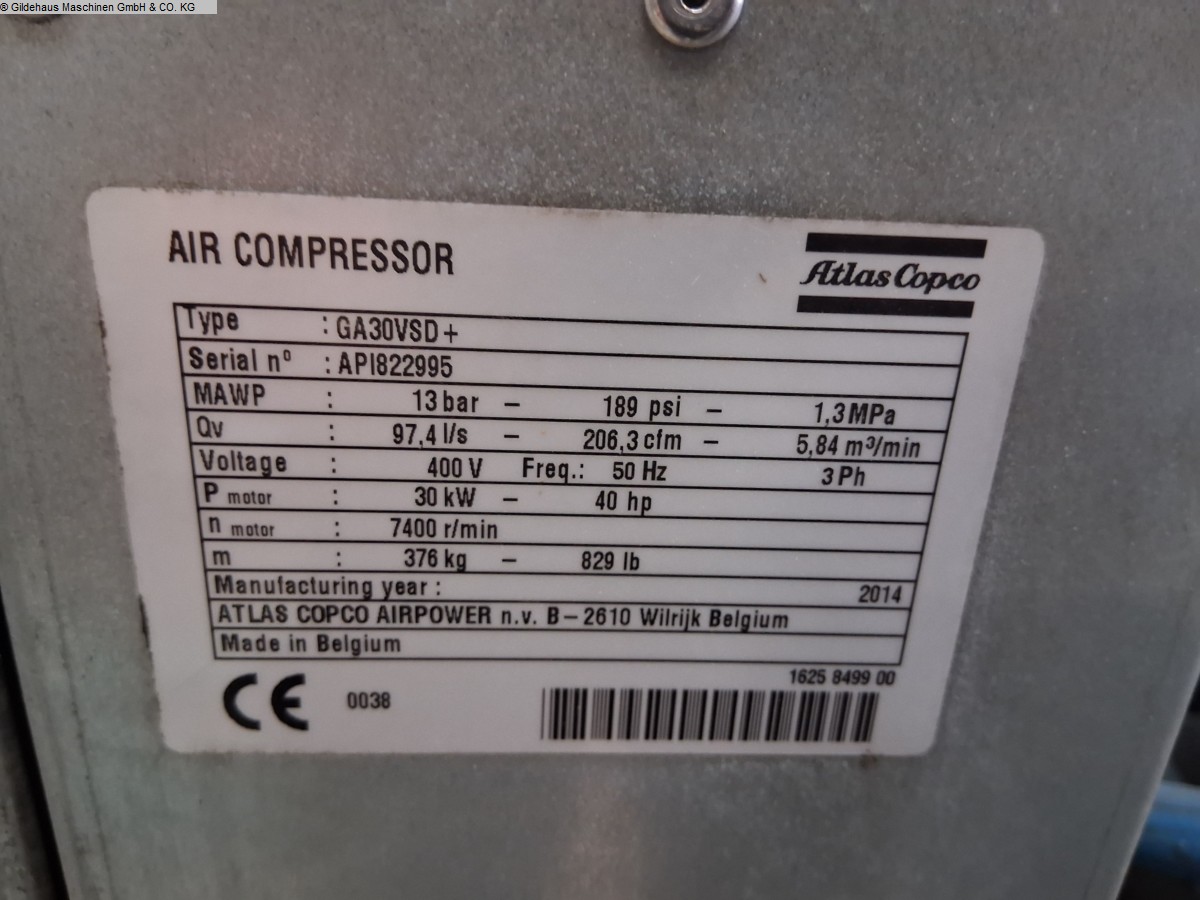 © Gildehaus Maschinen GmbH & CO. KG
AIR COMPRESSOR
Atlas Copco
Type : GA30VSD+
Serial nº : API822995
MAWP : 13 bar – 189 psi – 1,3 MPa
Qv : 97,4 l/s – 206,3 cfm – 5,84 m³/min
Voltage : 400 V Freq.: 50 Hz 3 Ph
P motor : 30 kW – 40 hp
n motor : 7400 r/min
m : 376 kg – 829 lb
Manufacturing year : 2014
ATLAS COPCO AIRPOWER n.v. B–2610 Wilrijk Belgium
Made in Belgium
1625 8499 00
CE 0038